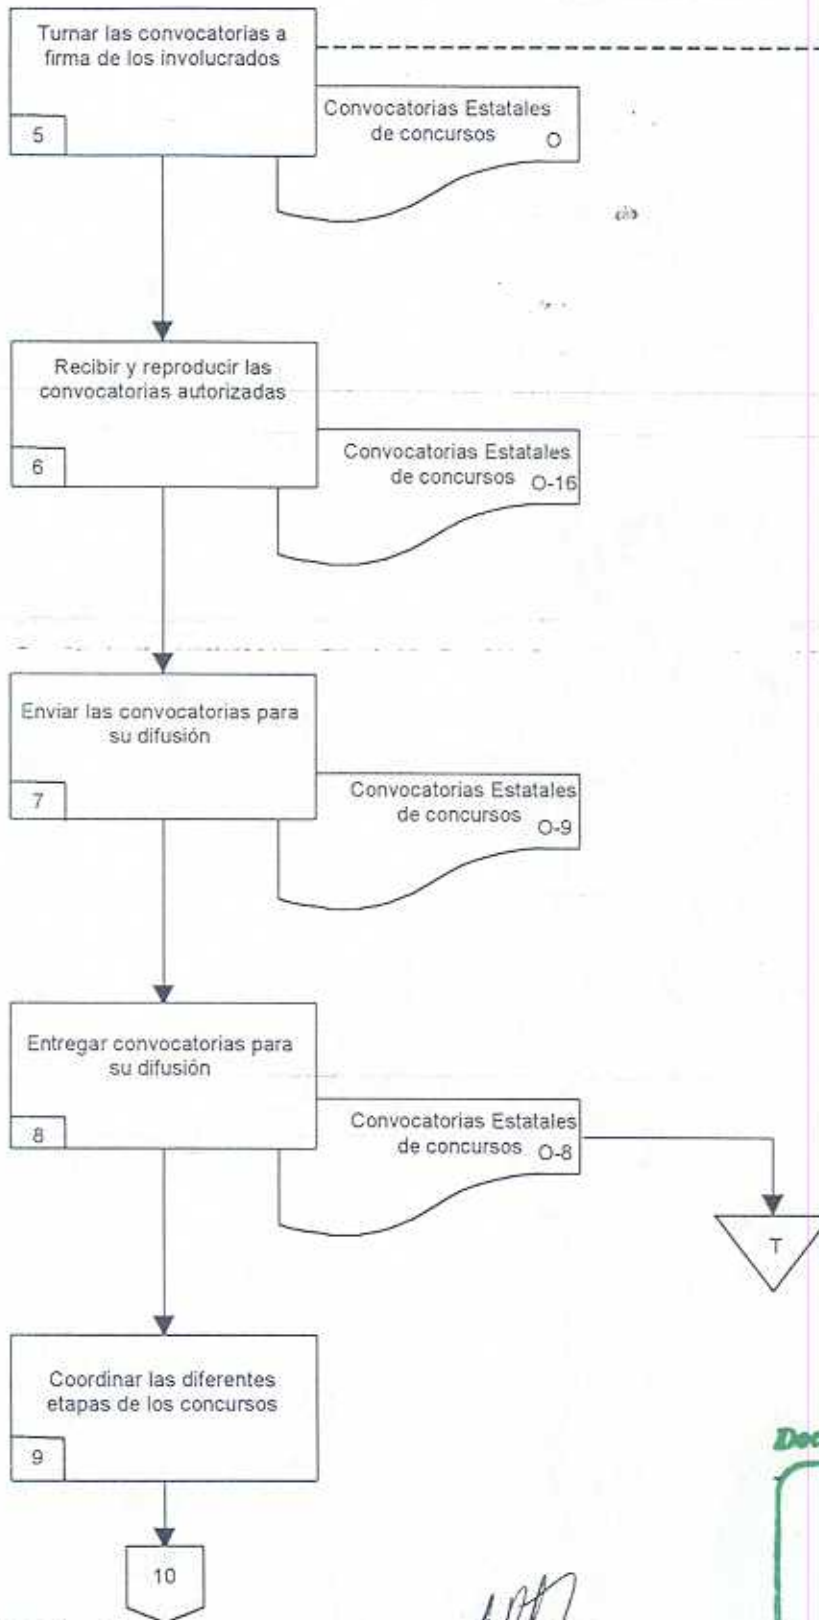 Turnar las convocatorias a
firma de los involucrados
5
Convocatorias Estatales
de concursos
O
Recibir y reproducir las
convocatorias autorizadas
6
Convocatorias Estatales
de concursos O-16
Enviar las convocatorias para
su difusión
7
Convocatorias Estatales
de concursos
O-9
Entregar convocatorias para
su difusión
8
Convocatorias Estatales
de concursos O-8
T
Coordinar las diferentes
etapas de los concursos
9
10